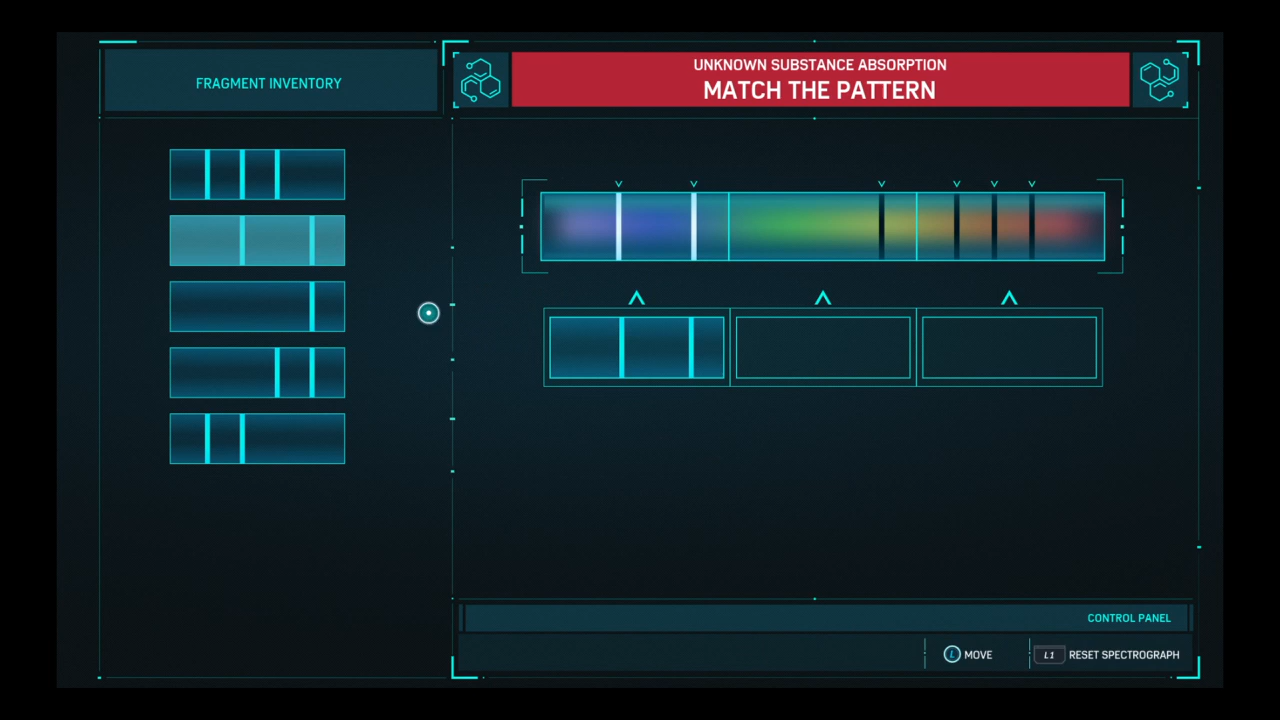 FRAGMENT INVENTORY
UNKNOWN SUBSTANCE ABSORPTION
MATCH THE PATTERN
CONTROL PANEL
L MOVE
L1 RESET SPECTROGRAPH